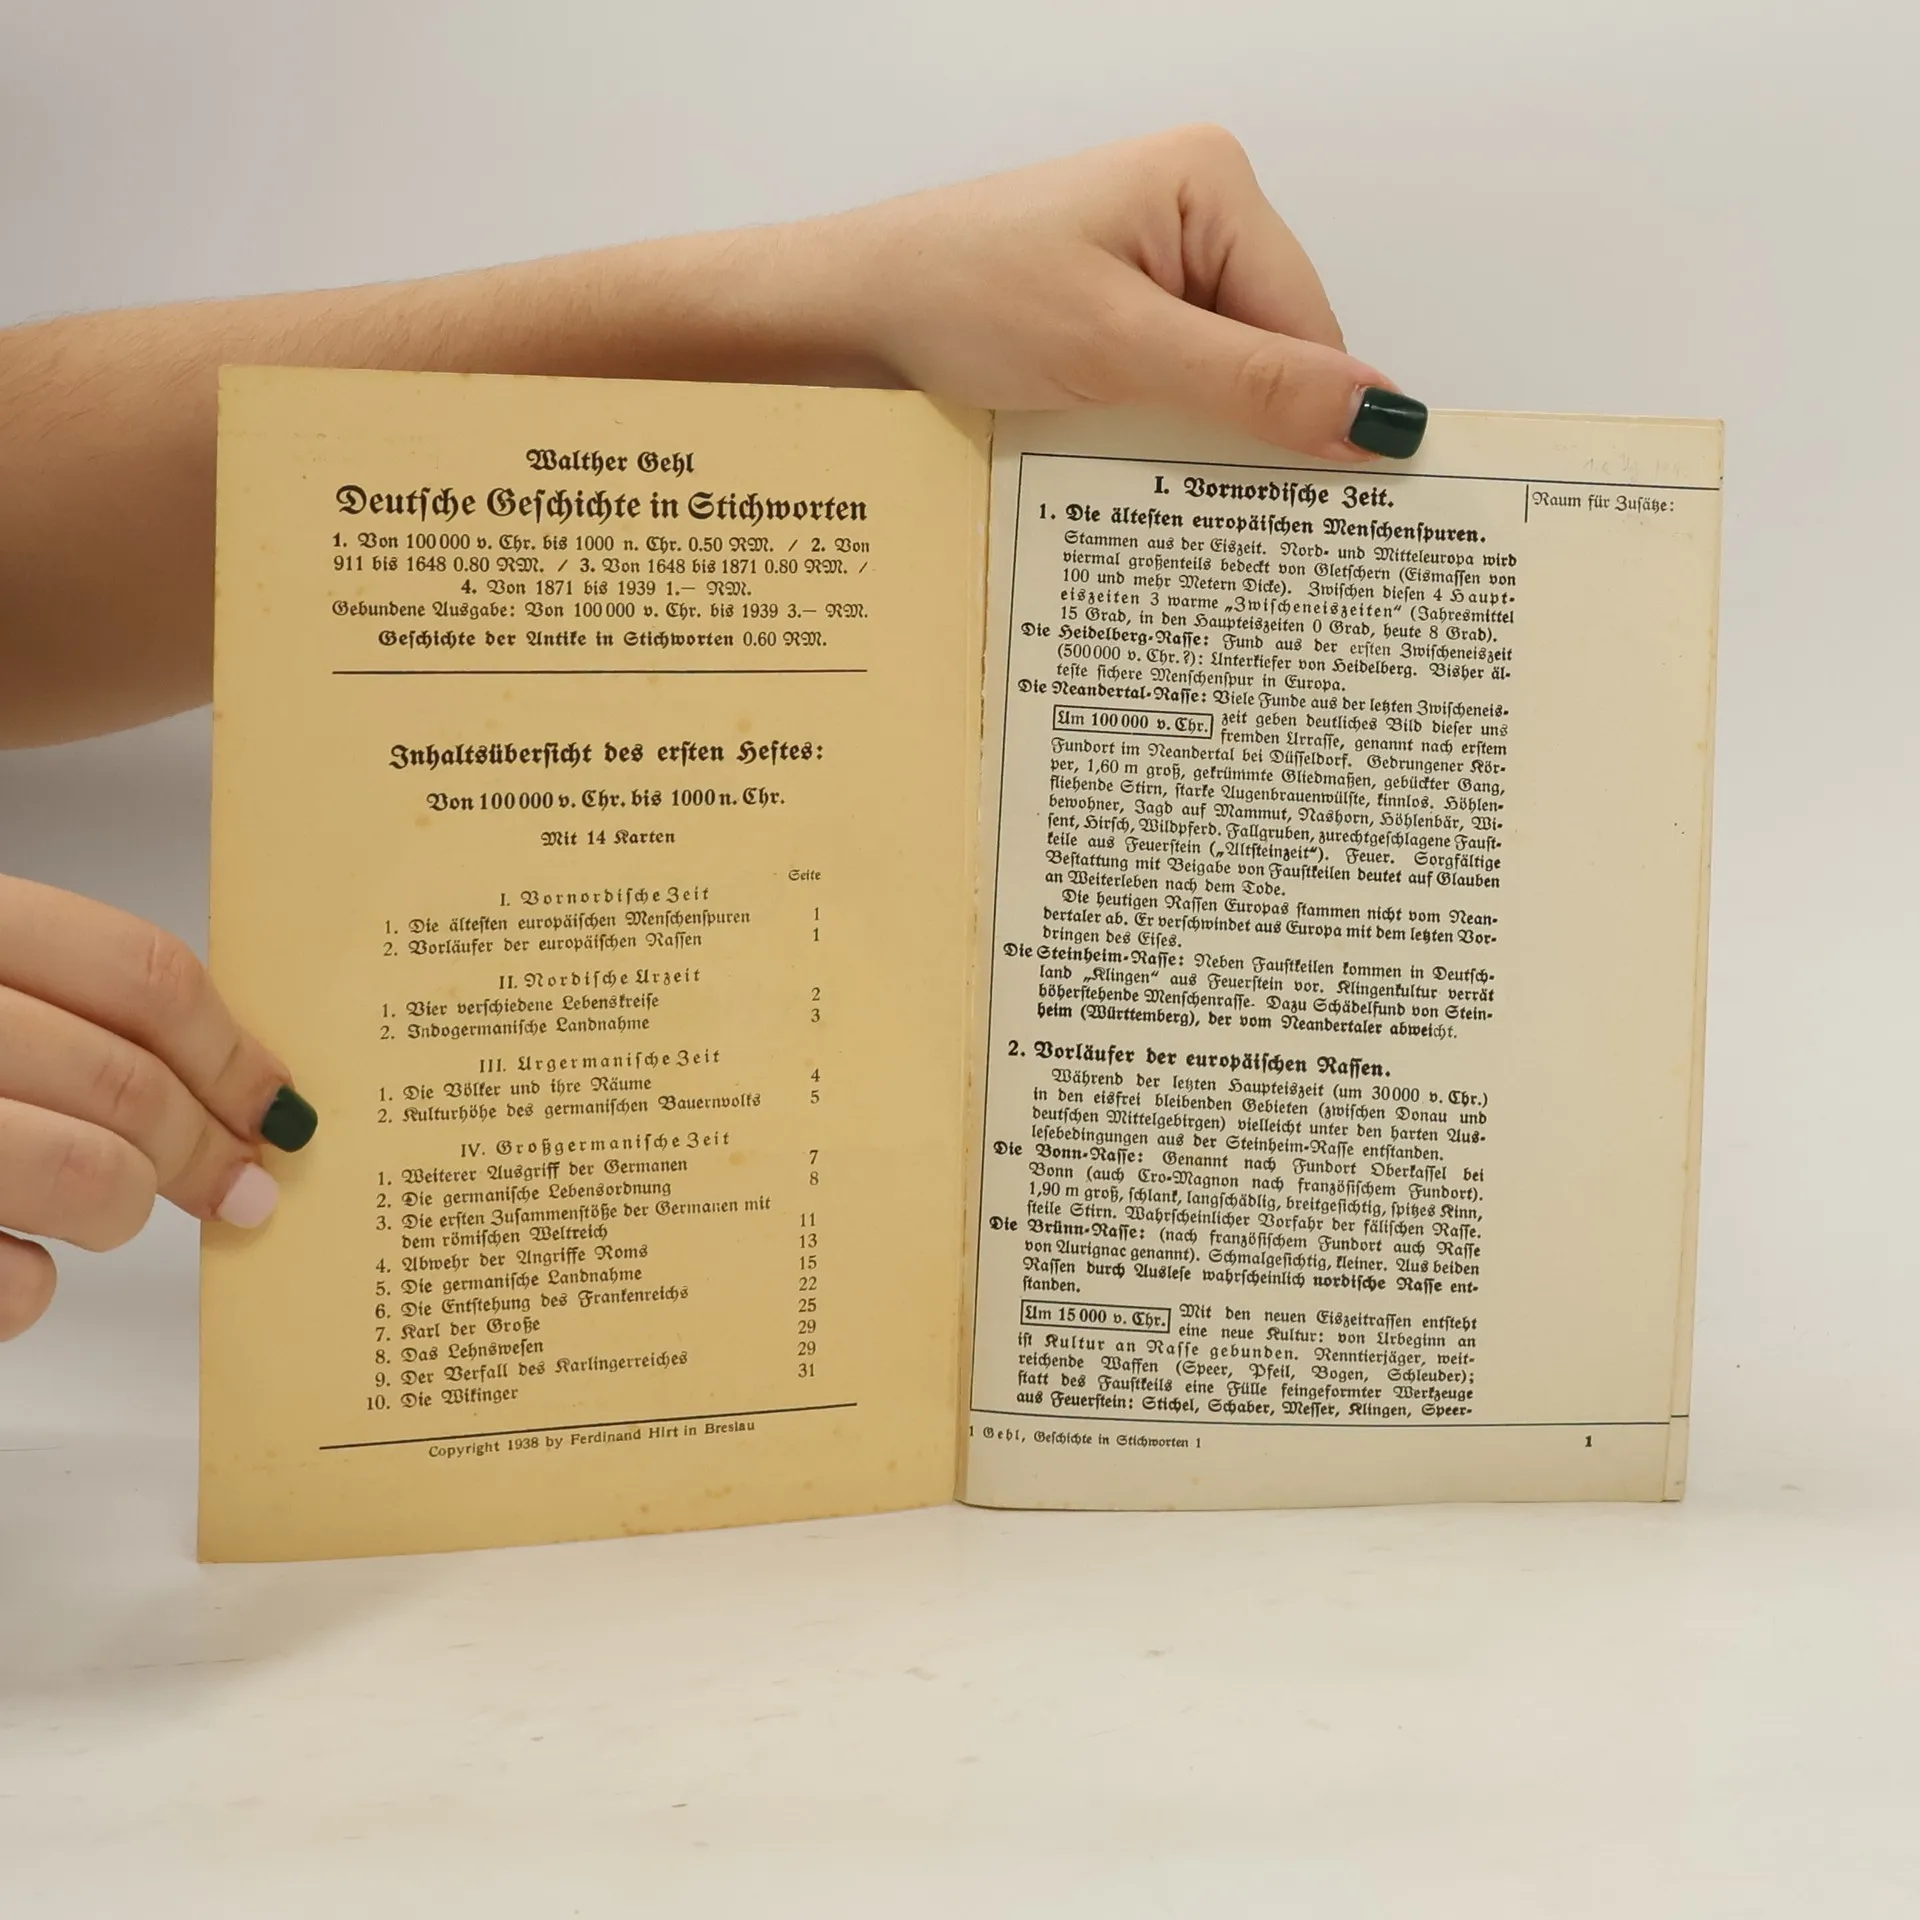 Walther Gehl
Deutsche Geschichte in Stichworten
1. Von 100000 v. Chr. bis 1000 n. Chr. 0.50 RM. / 2. Von
911 bis 1648 0.80 RM. / 3. Von 1648 bis 1871 0.80 RM. /
4. Von 1871 bis 1939 1.— RM.
Gebundene Ausgabe: Von 100000 v. Chr. bis 1939 3.— RM.
Geschichte der Antike in Stichworten 0.60 RM.
Inhaltsübersicht des ersten Heftes:
Von 100000 v. Chr. bis 1000 n. Chr.
Mit 14 Karten
Seite
I. Vornordische Zeit
1. Die ältesten europäischen Menschenspuren 1
2. Vorläufer der europäischen Rassen 1
II. Nordische Urzeit
1. Vier verschiedene Lebenskreise 2
2. Indogermanische Landnahme 3
III. Urgermanische Zeit
1. Die Völker und ihre Räume 4
2. Kulturhöhe des germanischen Bauernvolks 5
IV. Großgermanische Zeit
1. Weiterer Ausgriff der Germanen 7
2. Die germanische Lebensordnung 8
3. Die ersten Zusammenstöße der Germanen mit
dem römischen Weltreich 11
4. Abwehr der Angriffe Roms 13
5. Die germanische Landnahme 15
6. Die Entstehung des Frankenreichs 22
7. Karl der Große 25
8. Das Lehnswesen 29
9. Der Verfall des Karlingerreiches 29
10. Die Wikinger 31
Copyright 1938 by Ferdinand Hirt in Breslau
I. Vornordische Zeit.
Raum für Zusätze:
1. Die ältesten europäischen Menschenspuren.
Stammen aus der Eiszeit. Nord- und Mitteleuropa wird
viermal großenteils bedeckt von Gletschern (Eismassen von
100 und mehr Metern Dicke). Zwischen diesen 4 Haupt-
eiszeiten 3 warme „Zwischeneiszeiten“ (Jahresmittel
15 Grad, in den Haupteiszeiten 0 Grad, heute 8 Grad).
Die Heidelberg-Rasse: Fund aus der ersten Zwischeneiszeit
(500000 v. Chr.?): Unterkiefer von Heidelberg. Bisher äl-
teste sichere Menschenspur in Europa.
Die Neandertal-Rasse: Viele Funde aus der letzten Zwischeneis-
Um 100000 v. Chr. zeit geben deutliches Bild dieser uns
fremden Urrasse, genannt nach erstem
Fundort im Neandertal bei Düsseldorf. Gedrungener Kör-
per, 1,60 m groß, gekrümmte Gliedmaßen, gebückter Gang,
fliehende Stirn, starke Augenbrauenwülste, kinnlos. Höhlen-
bewohner, Jagd auf Mammut, Nashorn, Höhlenbär, Wi-
sent, Hirsch, Wildpferd. Fallgruben, zurechtgeschlagene Faust-
keile aus Feuerstein („Altsteinzeit“). Feuer. Sorgfältige
Bestattung mit Beigabe von Faustkeilen deutet auf Glauben
an Weiterleben nach dem Tode.
Die heutigen Rassen Europas stammen nicht vom Nean-
dertaler ab. Er verschwindet aus Europa mit dem letzten Vor-
dringen des Eises.
Die Steinheim-Rasse: Neben Faustkeilen kommen in Deutsch-
land „Klingen“ aus Feuerstein vor. Klingenkultur verrät
höherstehende Menschenrasse. Dazu Schädelfund von Stein-
heim (Württemberg), der vom Neandertaler abweicht.
2. Vorläufer der europäischen Rassen.
Während der letzten Haupteiszeit (um 30000 v. Chr.)
in den eisfrei bleibenden Gebieten (zwischen Donau und
deutschen Mittelgebirgen) vielleicht unter den harten Aus-
lesebedingungen aus der Steinheim-Rasse entstanden.
Die Bonn-Rasse: Genannt nach Fundort Oberkassel bei
Bonn (auch Cro-Magnon nach französischem Fundort).
1,90 m groß, schlank, langschädlig, breitgesichtig, spitzes Kinn,
steile Stirn. Wahrscheinlicher Vorfahr der fälischen Rasse.
Die Brünn-Rasse: (nach französischem Fundort auch Rasse
von Aurignac genannt). Schmalgesichtig, kleiner. Aus beiden
Rassen durch Auslese wahrscheinlich nordische Rasse ent-
standen.
Um 15000 v. Chr. Mit den neuen Eiszeitrassen entsteht
eine neue Kultur: von Urbeginn an
ist Kultur an Rasse gebunden. Renntierjäger, weit-
reichende Waffen (Speer, Pfeil, Bogen, Schleuder);
statt des Faustkeils eine Fülle feingeformter Werkzeuge
aus Feuerstein: Stichel, Schaber, Messer, Klingen, Speer-
1 Gehl, Geschichte in Stichworten 1
1